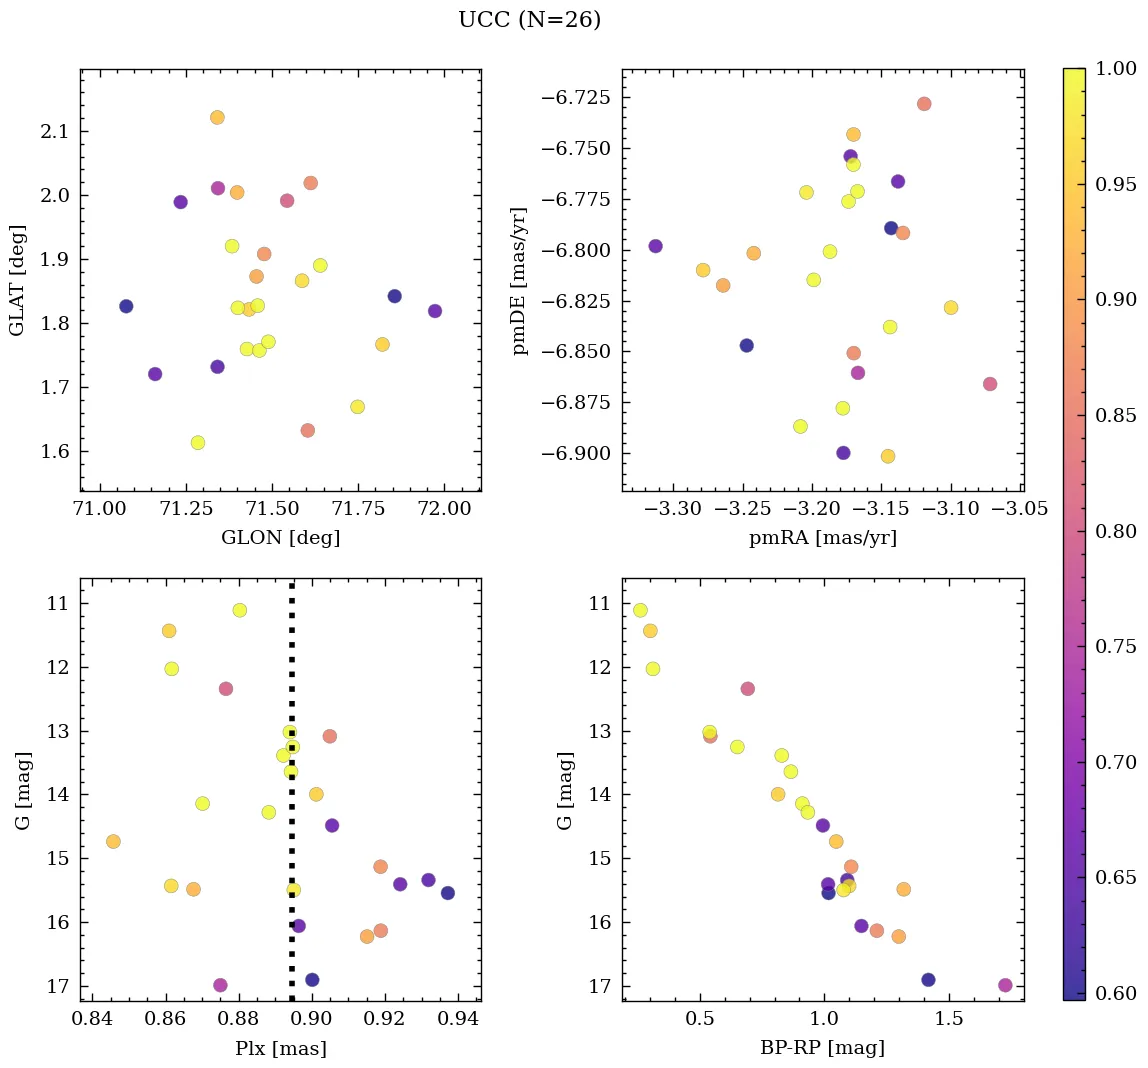 UCC (N=26)
2.1
2.0
1.9
1.8
1.7
1.6
GLAT [deg]
71.00 71.25 71.50 71.75 72.00
GLON [deg]
−6.725
−6.750
−6.775
−6.800
−6.825
−6.850
−6.875
−6.900
pmDE [mas/yr]
−3.30 −3.25 −3.20 −3.15 −3.10 −3.05
pmRA [mas/yr]
11
12
13
14
15
16
17
G [mag]
0.84 0.86 0.88 0.90 0.92 0.94
Plx [mas]
11
12
13
14
15
16
17
G [mag]
0.5 1.0 1.5
BP-RP [mag]
1.00
0.95
0.90
0.85
0.80
0.75
0.70
0.65
0.60